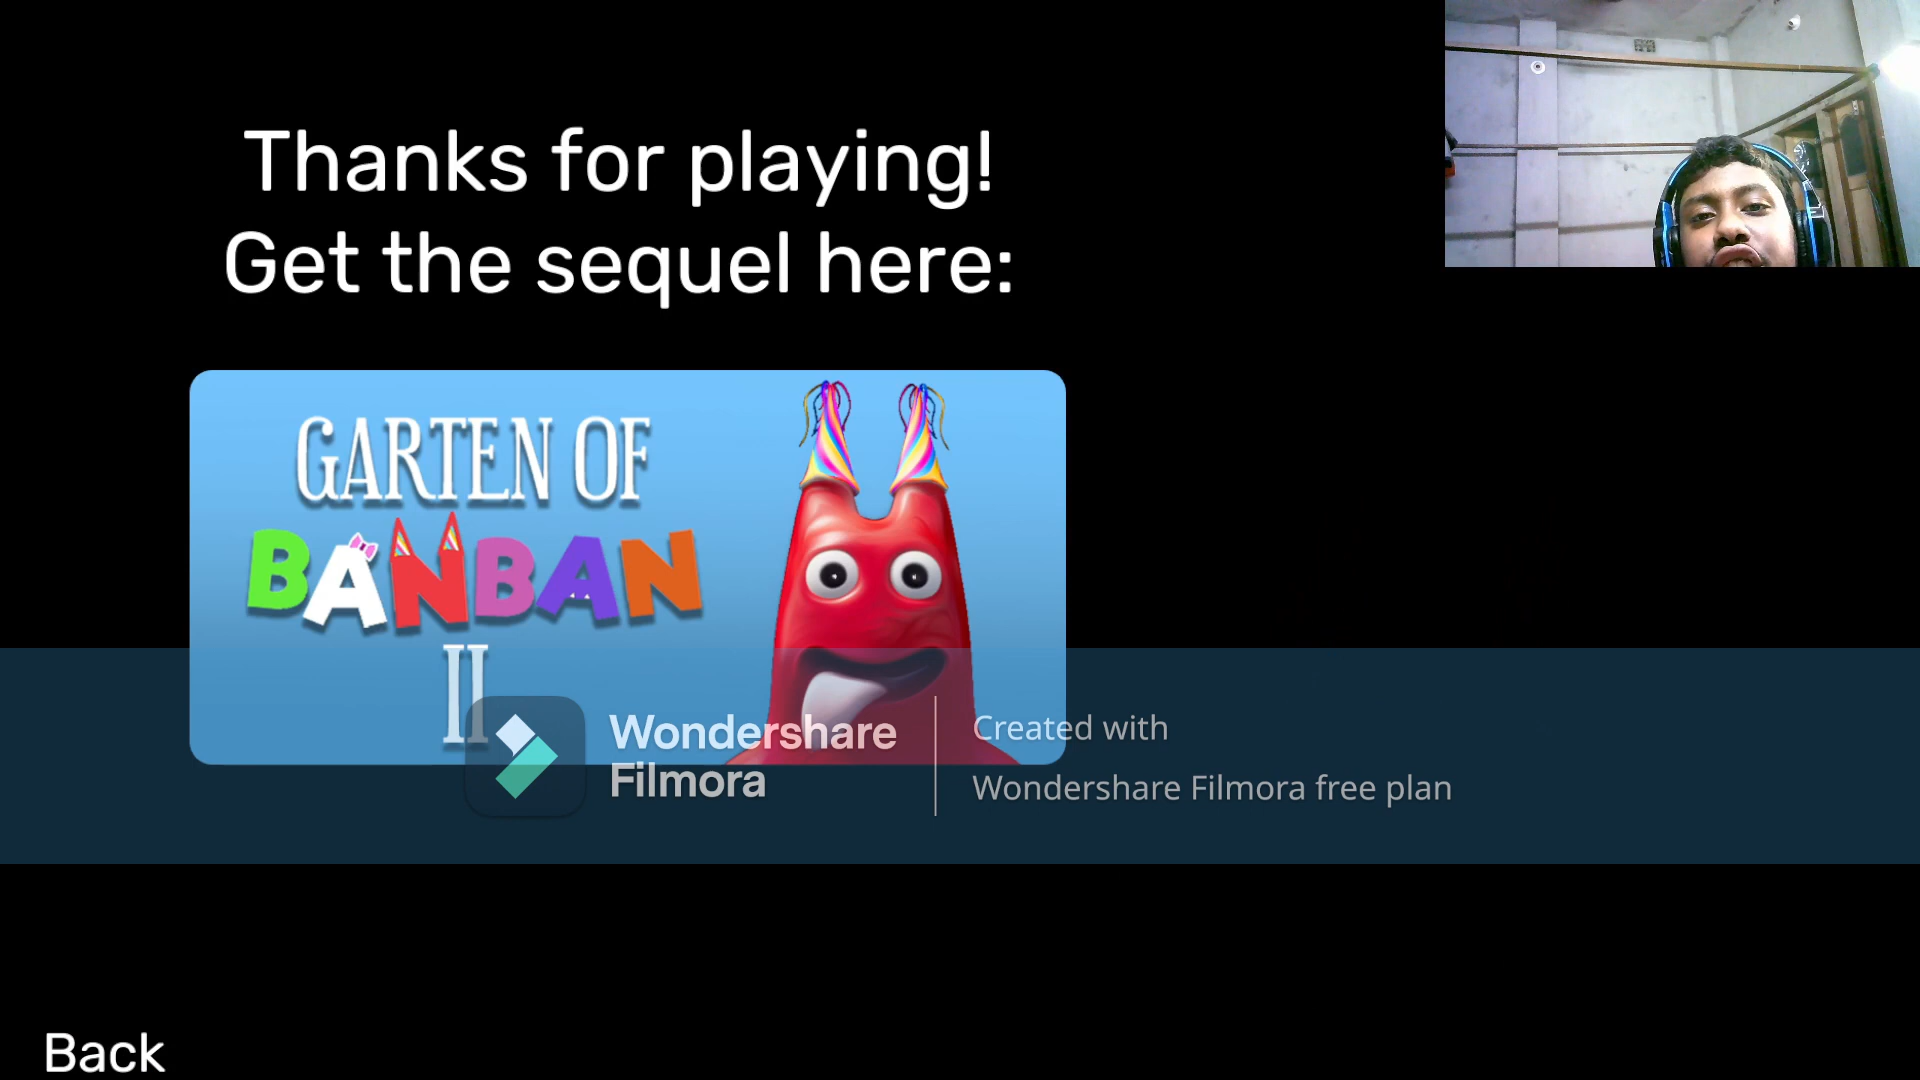 Thanks for playing!
Get the sequel here:
GARTEN OF
BANBAN
II
Wondershare
Filmora
Created with
Wondershare Filmora free plan
Back